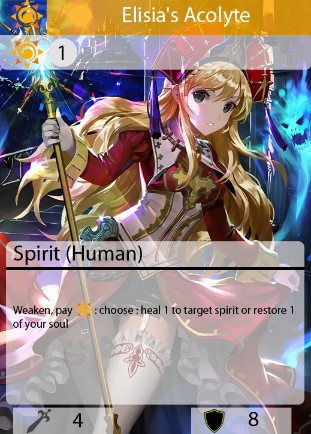 Elisia's Acolyte
1
Spirit (Human)
Weaken, pay : choose : heal 1 to target spirit or restore 1
of your soul
4 8